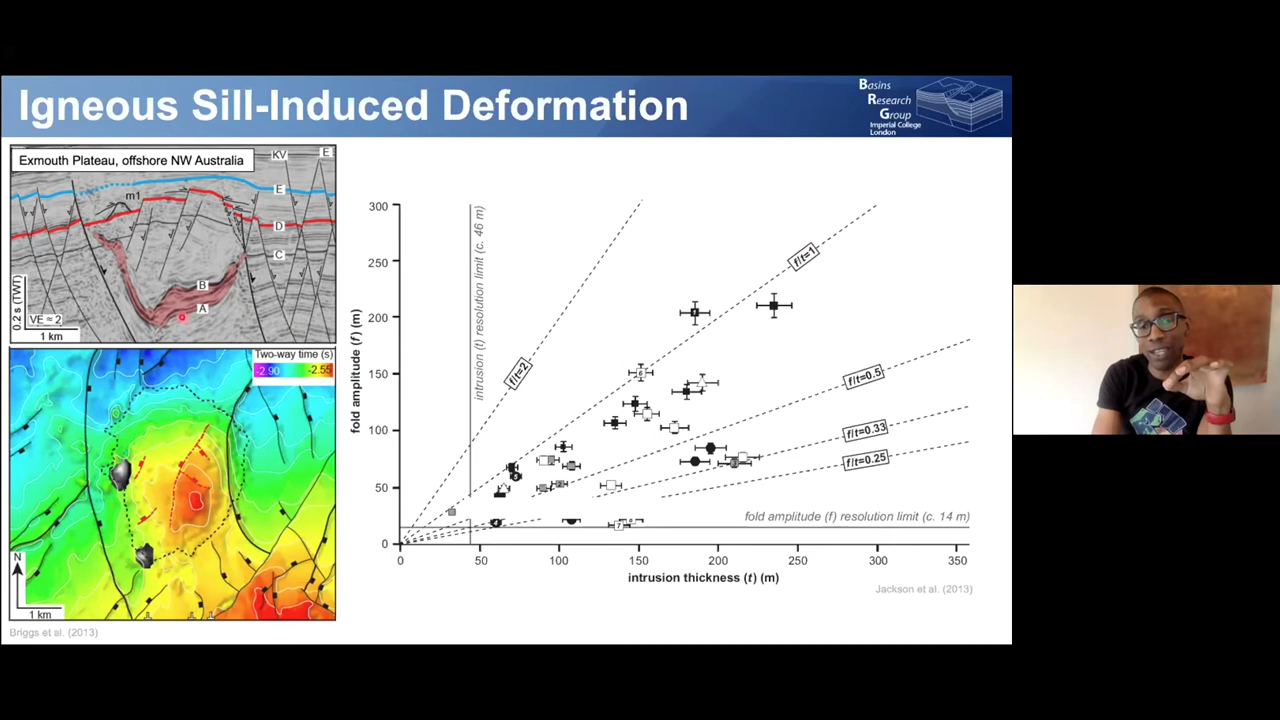 Igneous Sill-Induced Deformation
Basins
Research
Group
Imperial College
London
Exmouth Plateau, offshore NW Australia
KV
E
m1
E
D
C
B
A
0.2 s (TWT)
VE ≈ 2
1 km
Two-way time (s)
-2.90
-2.55
N
1 km
Briggs et al. (2013)
fold amplitude (f) (m)
300
250
200
150
100
50
0
intrusion (t) resolution limit (c. 46 m)
f/t=2
f/t=1
f/t=0.5
f/t=0.33
f/t=0.25
6
7
fold amplitude (f) resolution limit (c. 14 m)
0
50
100
150
200
250
300
350
intrusion thickness (t) (m)
Jackson et al. (2013)